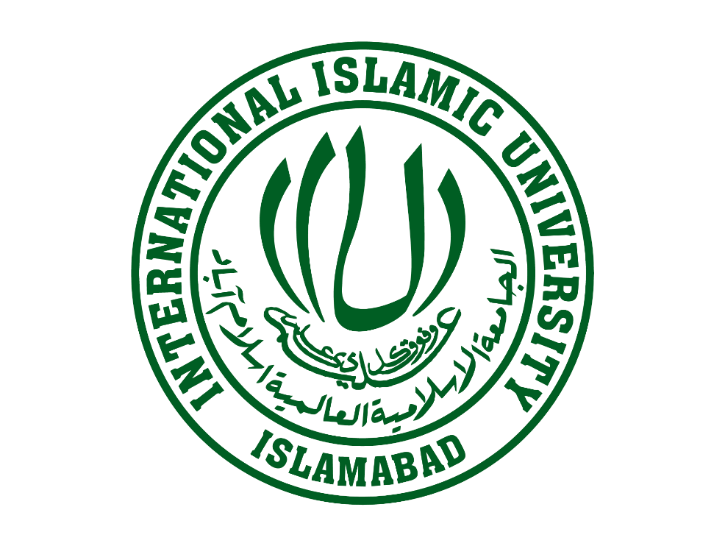 INTERNATIONAL ISLAMIC UNIVERSITY
وفوق كل ذي علم عليم
الجامعة الاسلامية العالمية اسلام آباد
ISLAMABAD